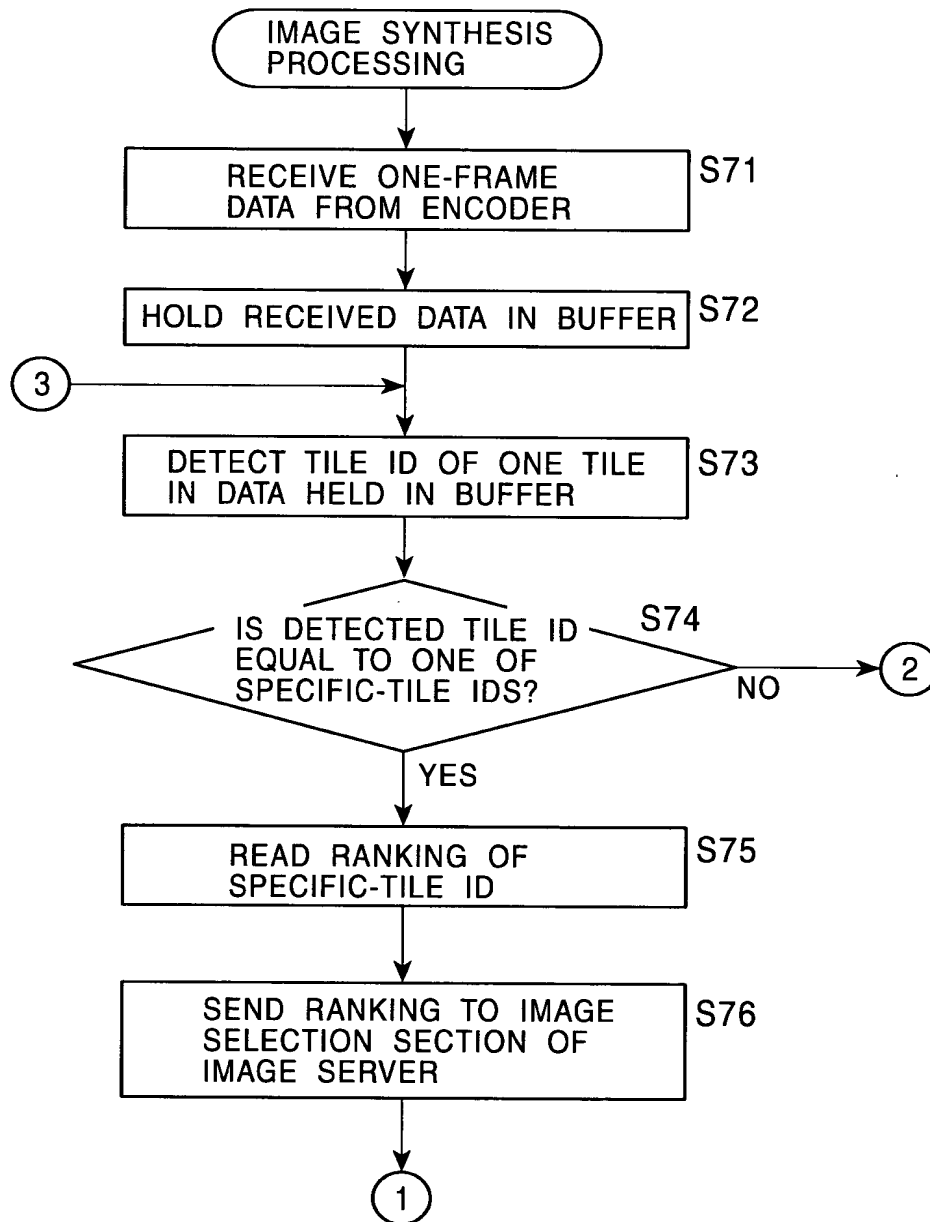 IMAGE SYNTHESIS
PROCESSING
S71
RECEIVE ONE-FRAME
DATA FROM ENCODER
S72
HOLD RECEIVED DATA IN BUFFER
3
S73
DETECT TILE ID OF ONE TILE
IN DATA HELD IN BUFFER
S74
IS DETECTED TILE ID
EQUAL TO ONE OF
SPECIFIC-TILE IDS?
NO
2
YES
S75
READ RANKING OF
SPECIFIC-TILE ID
S76
SEND RANKING TO IMAGE
SELECTION SECTION OF
IMAGE SERVER
1